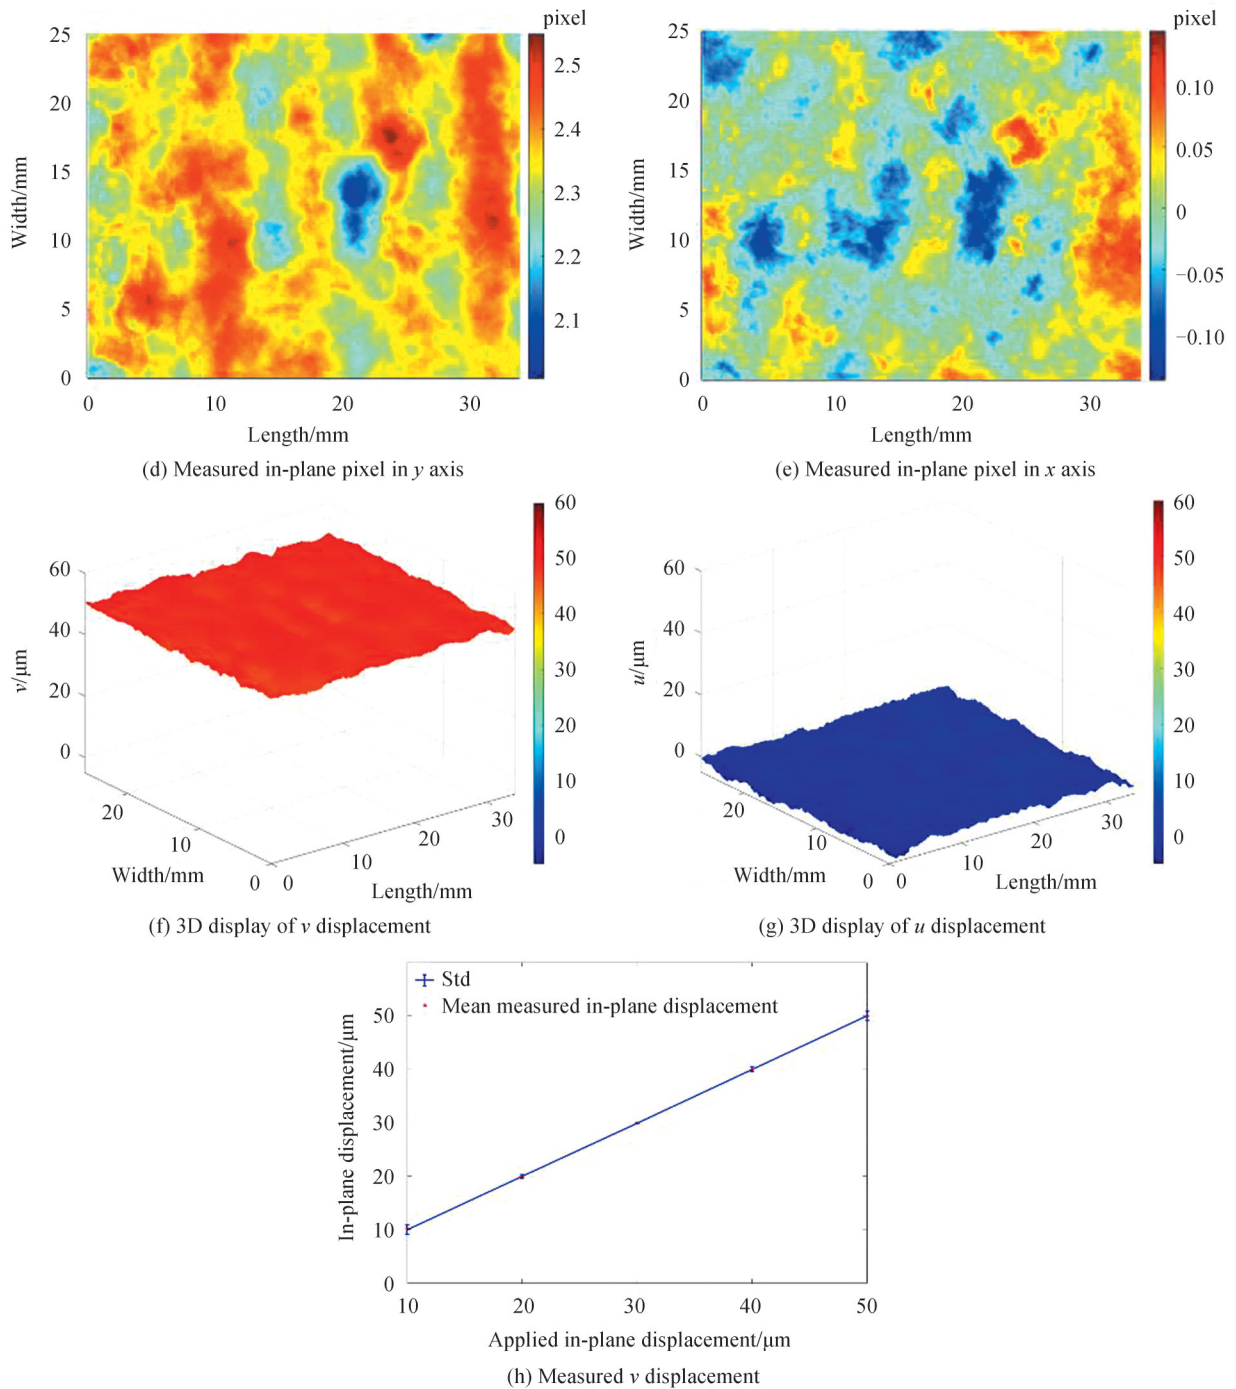 pixel
25
20
15
10
5
0
Width/mm
0 10 20 30
Length/mm
2.5
2.4
2.3
2.2
2.1
(d) Measured in-plane pixel in y axis
pixel
25
20
15
10
5
0
Width/mm
0 10 20 30
Length/mm
0.10
0.05
0
−0.05
−0.10
(e) Measured in-plane pixel in x axis
60
40
20
0
v/μm
20
10
0
Width/mm
0
10
20
30
Length/mm
60
50
40
30
20
10
0
(f) 3D display of v displacement
60
40
20
0
u/μm
20
10
0
Width/mm
0
10
20
30
Length/mm
60
50
40
30
20
10
0
(g) 3D display of u displacement
Std
Mean measured in-plane displacement
50
40
30
20
10
0
In-plane displacement/μm
10 20 30 40 50
Applied in-plane displacement/μm
(h) Measured v displacement